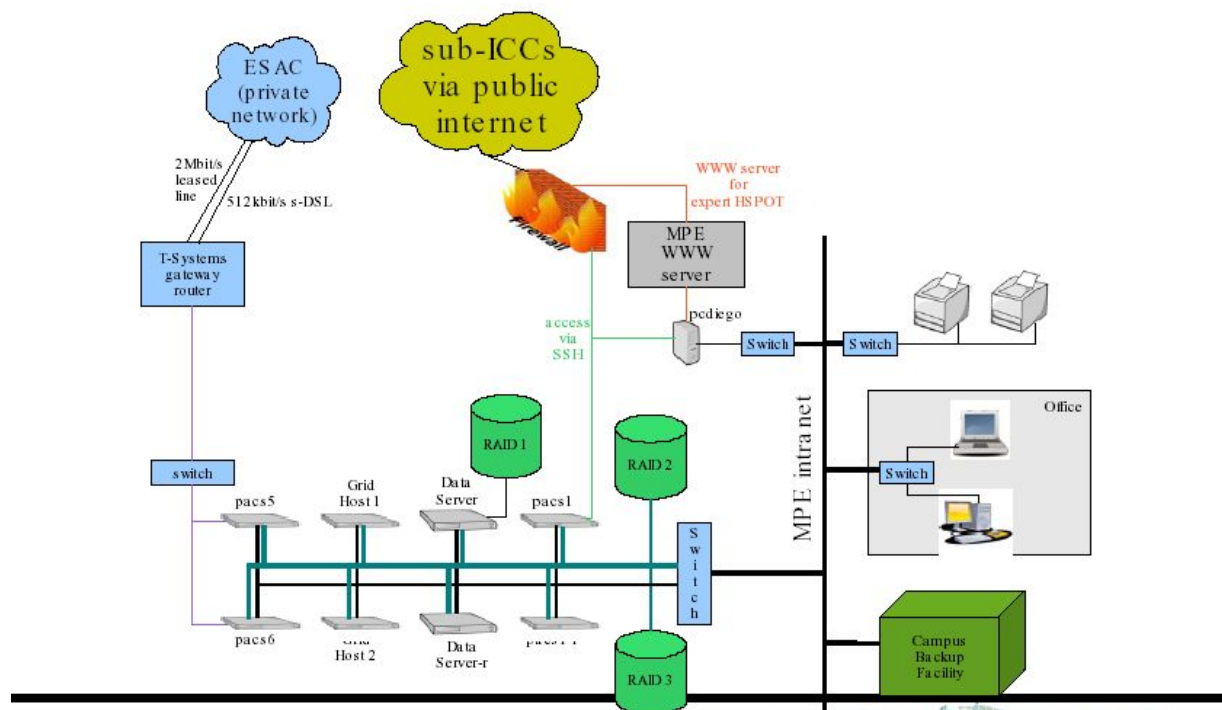 ESAC
(private
network)
sub-ICCs
via public
internet
2Mbit/s
leased
line
512kbit/s s-DSL
Firewall
WWW server
for
expert HSPOT
MPE
WWW
server
T-Systems
gateway
router
pcdiego
access
via
SSH
Switch
Switch
MPE intranet
Office
Switch
RAID 1
RAID 2
switch
pacs5
Grid
Host 1
Data
Server
pacs1
Switch
pacs6
Host 2
Data
Server-r
RAID 3
Campus
Backup
Facility